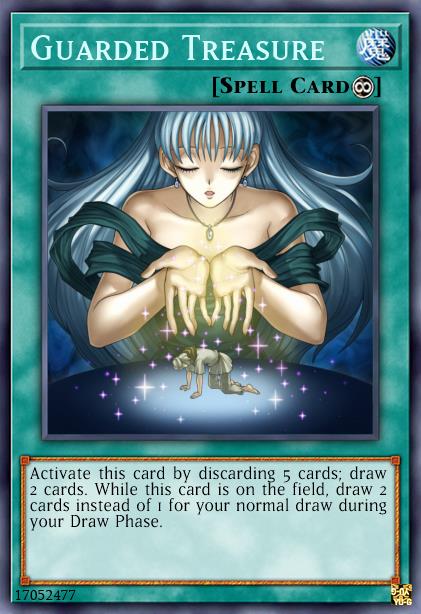 Guarded Treasure
魔
[Spell Card]
Activate this card by discarding 5 cards; draw
2 cards. While this card is on the field, draw 2
cards instead of 1 for your normal draw during
your Draw Phase.
17052477